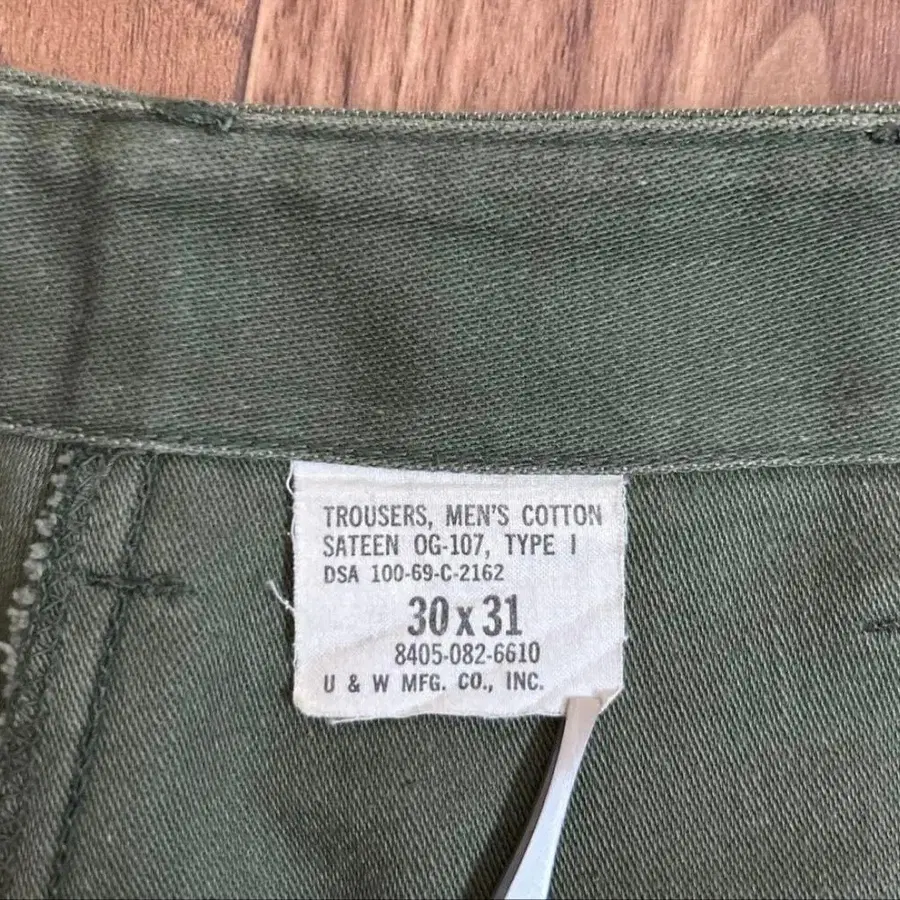 TROUSERS, MEN'S COTTON
SATEEN OG-107, TYPE I
DSA 100-69-C-2162
30 x 31
8405-082-6610
U & W MFG. CO., INC.